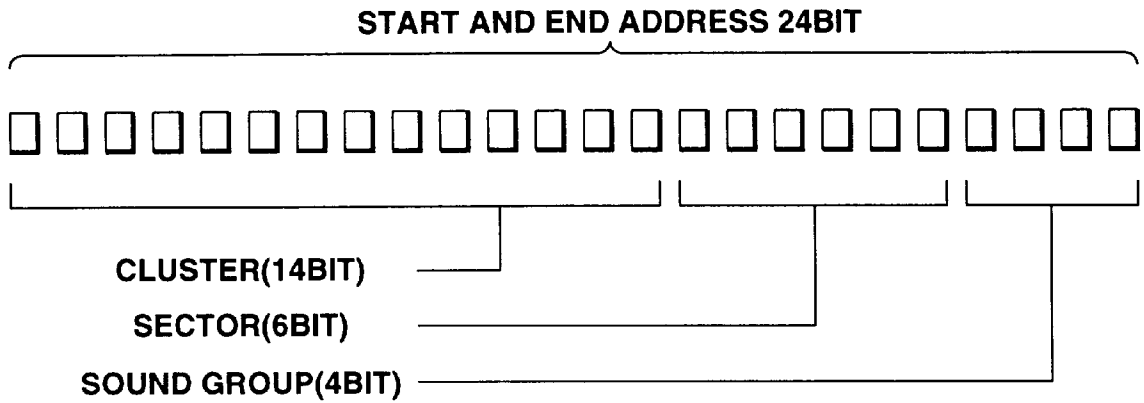 START AND END ADDRESS 24BIT
CLUSTER(14BIT)
SECTOR(6BIT)
SOUND GROUP(4BIT)